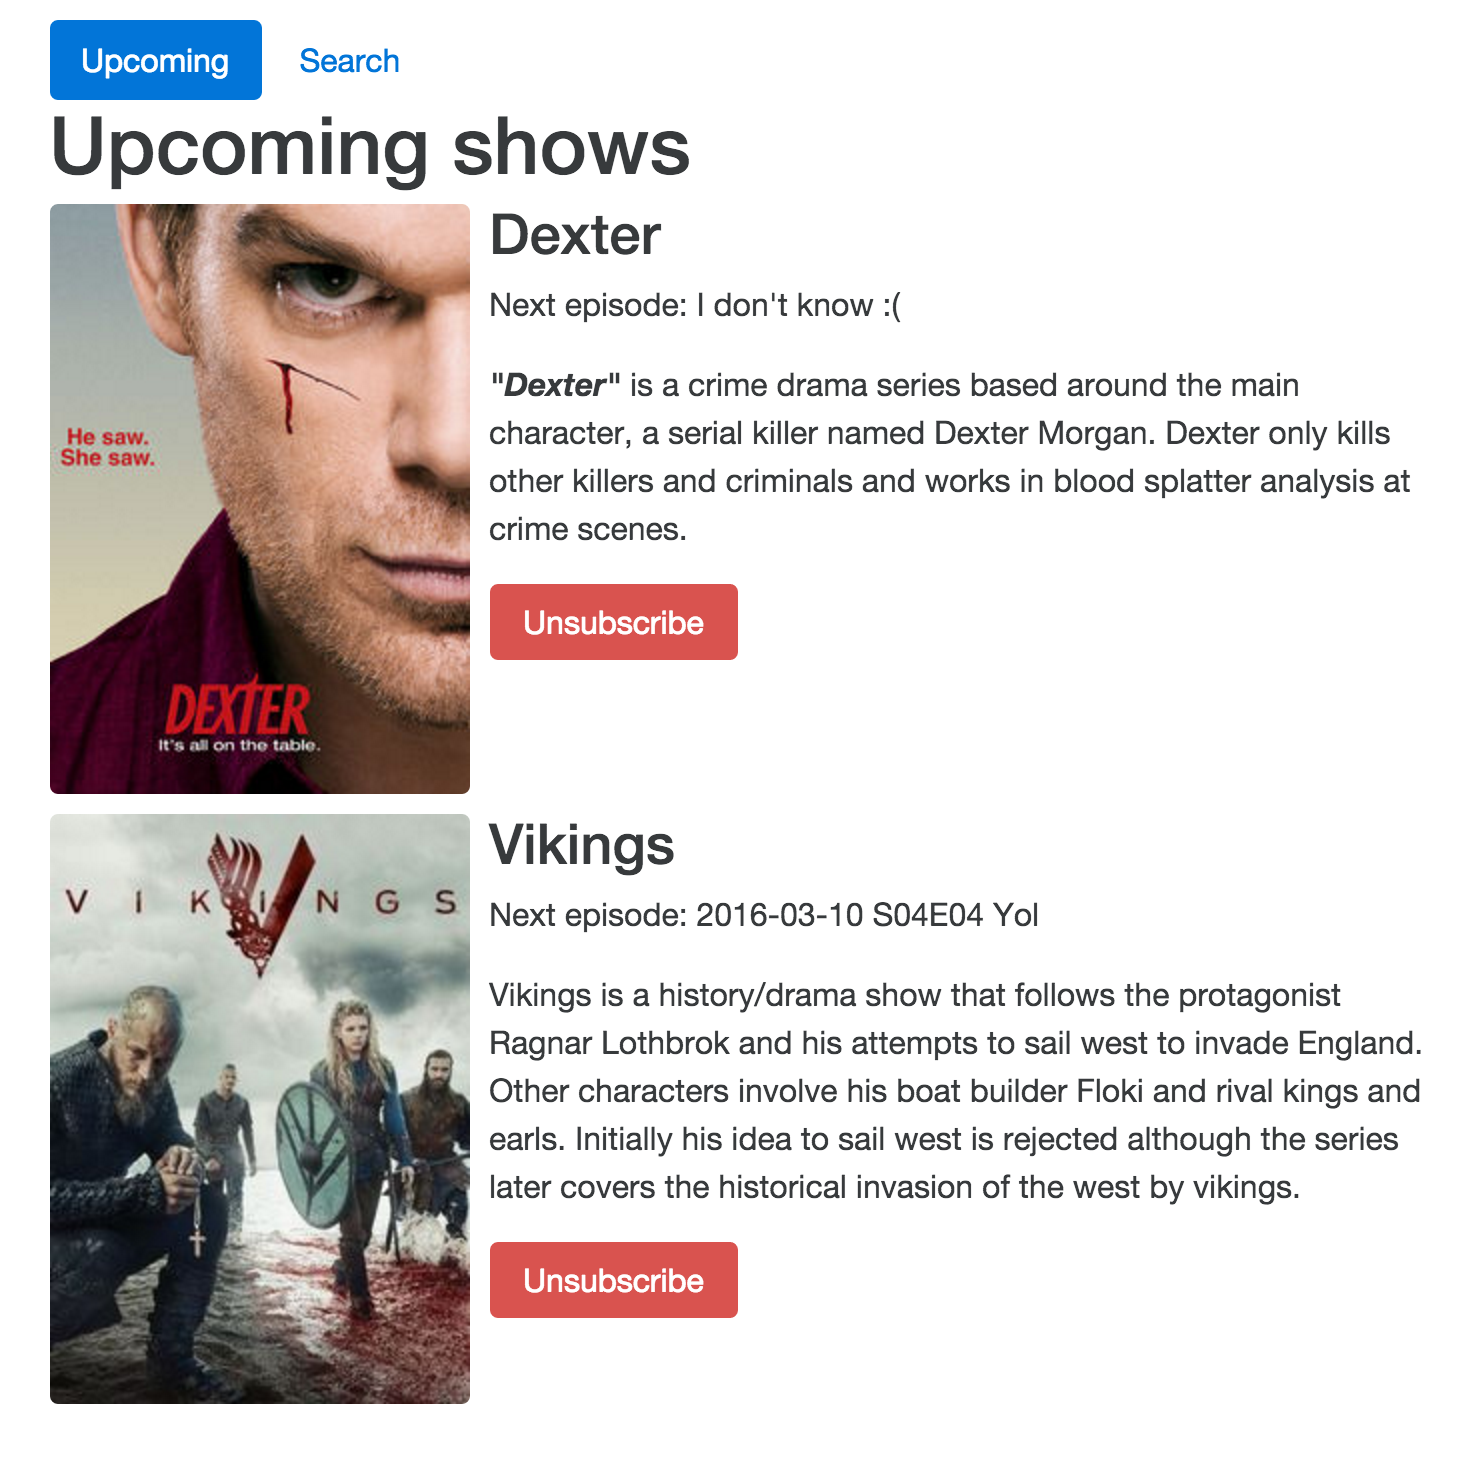 Upcoming Search
Upcoming shows
He saw.
She saw.
DEXTER
It's all on the table.
Dexter
Next episode: I don't know :(
"Dexter" is a crime drama series based around the main
character, a serial killer named Dexter Morgan. Dexter only kills
other killers and criminals and works in blood splatter analysis at
crime scenes.
Unsubscribe
VIKINGS
Vikings
Next episode: 2016-03-10 S04E04 Yol
Vikings is a history/drama show that follows the protagonist
Ragnar Lothbrok and his attempts to sail west to invade England.
Other characters involve his boat builder Floki and rival kings and
earls. Initially his idea to sail west is rejected although the series
later covers the historical invasion of the west by vikings.
Unsubscribe